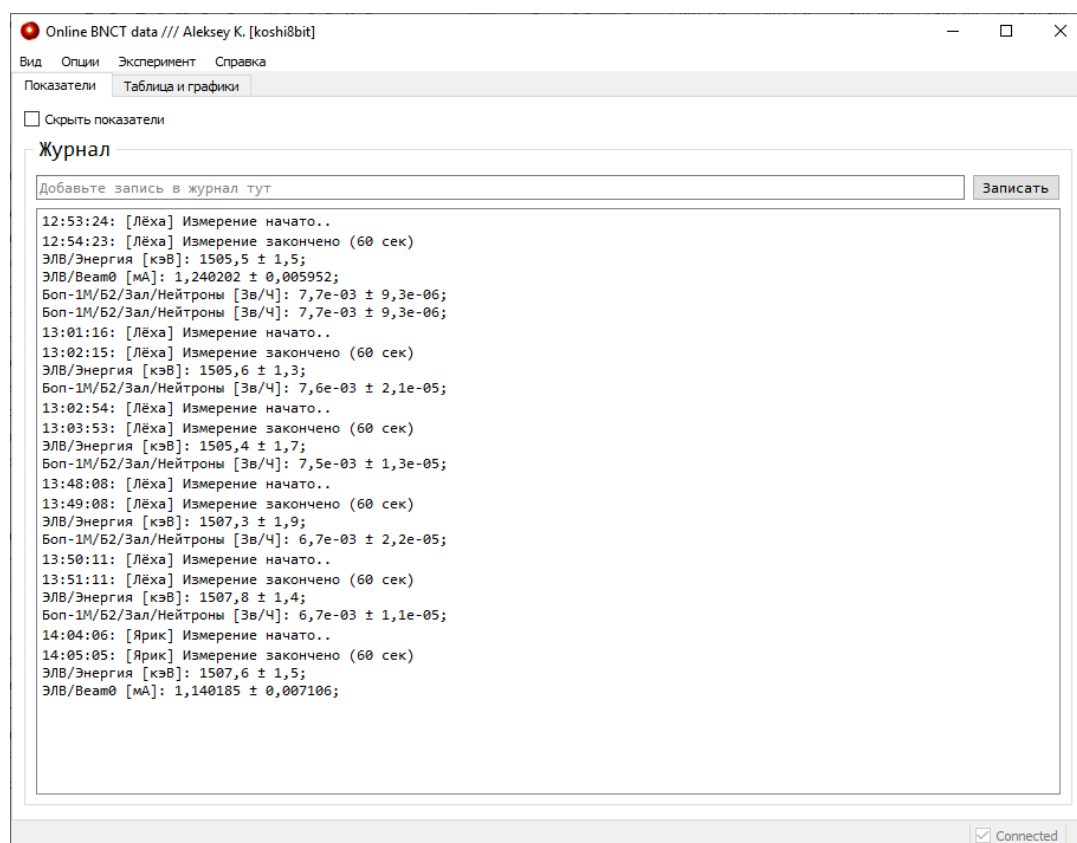 Online BNCT data /// Aleksey K. [koshi8bit]
Вид Опции Эксперимент Справка
Показатели Таблица и графики
Скрыть показатели
Журнал
Добавьте запись в журнал тут Записать
12:53:24: [Лёха] Измерение начато..
12:54:23: [Лёха] Измерение закончено (60 сек)
ЭЛВ/Энергия [кэВ]: 1505,5 ± 1,5;
ЭЛВ/Beam0 [мА]: 1,240202 ± 0,005952;
Боп-1М/Б2/Зал/Нейтроны [Зв/Ч]: 7,7e-03 ± 9,3e-06;
Боп-1М/Б2/Зал/Нейтроны [Зв/Ч]: 7,7e-03 ± 9,3e-06;
13:01:16: [Лёха] Измерение начато..
13:02:15: [Лёха] Измерение закончено (60 сек)
ЭЛВ/Энергия [кэВ]: 1505,6 ± 1,3;
Боп-1М/Б2/Зал/Нейтроны [Зв/Ч]: 7,6e-03 ± 2,1e-05;
13:02:54: [Лёха] Измерение начато..
13:03:53: [Лёха] Измерение закончено (60 сек)
ЭЛВ/Энергия [кэВ]: 1505,4 ± 1,7;
Боп-1М/Б2/Зал/Нейтроны [Зв/Ч]: 7,5e-03 ± 1,3e-05;
13:48:08: [Лёха] Измерение начато..
13:49:08: [Лёха] Измерение закончено (60 сек)
ЭЛВ/Энергия [кэВ]: 1507,3 ± 1,9;
Боп-1М/Б2/Зал/Нейтроны [Зв/Ч]: 6,7e-03 ± 2,2e-05;
13:50:11: [Лёха] Измерение начато..
13:51:11: [Лёха] Измерение закончено (60 сек)
ЭЛВ/Энергия [кэВ]: 1507,8 ± 1,4;
Боп-1М/Б2/Зал/Нейтроны [Зв/Ч]: 6,7e-03 ± 1,1e-05;
14:04:06: [Ярик] Измерение начато..
14:05:05: [Ярик] Измерение закончено (60 сек)
ЭЛВ/Энергия [кэВ]: 1507,6 ± 1,5;
ЭЛВ/Beam0 [мА]: 1,140185 ± 0,007106;
Connected